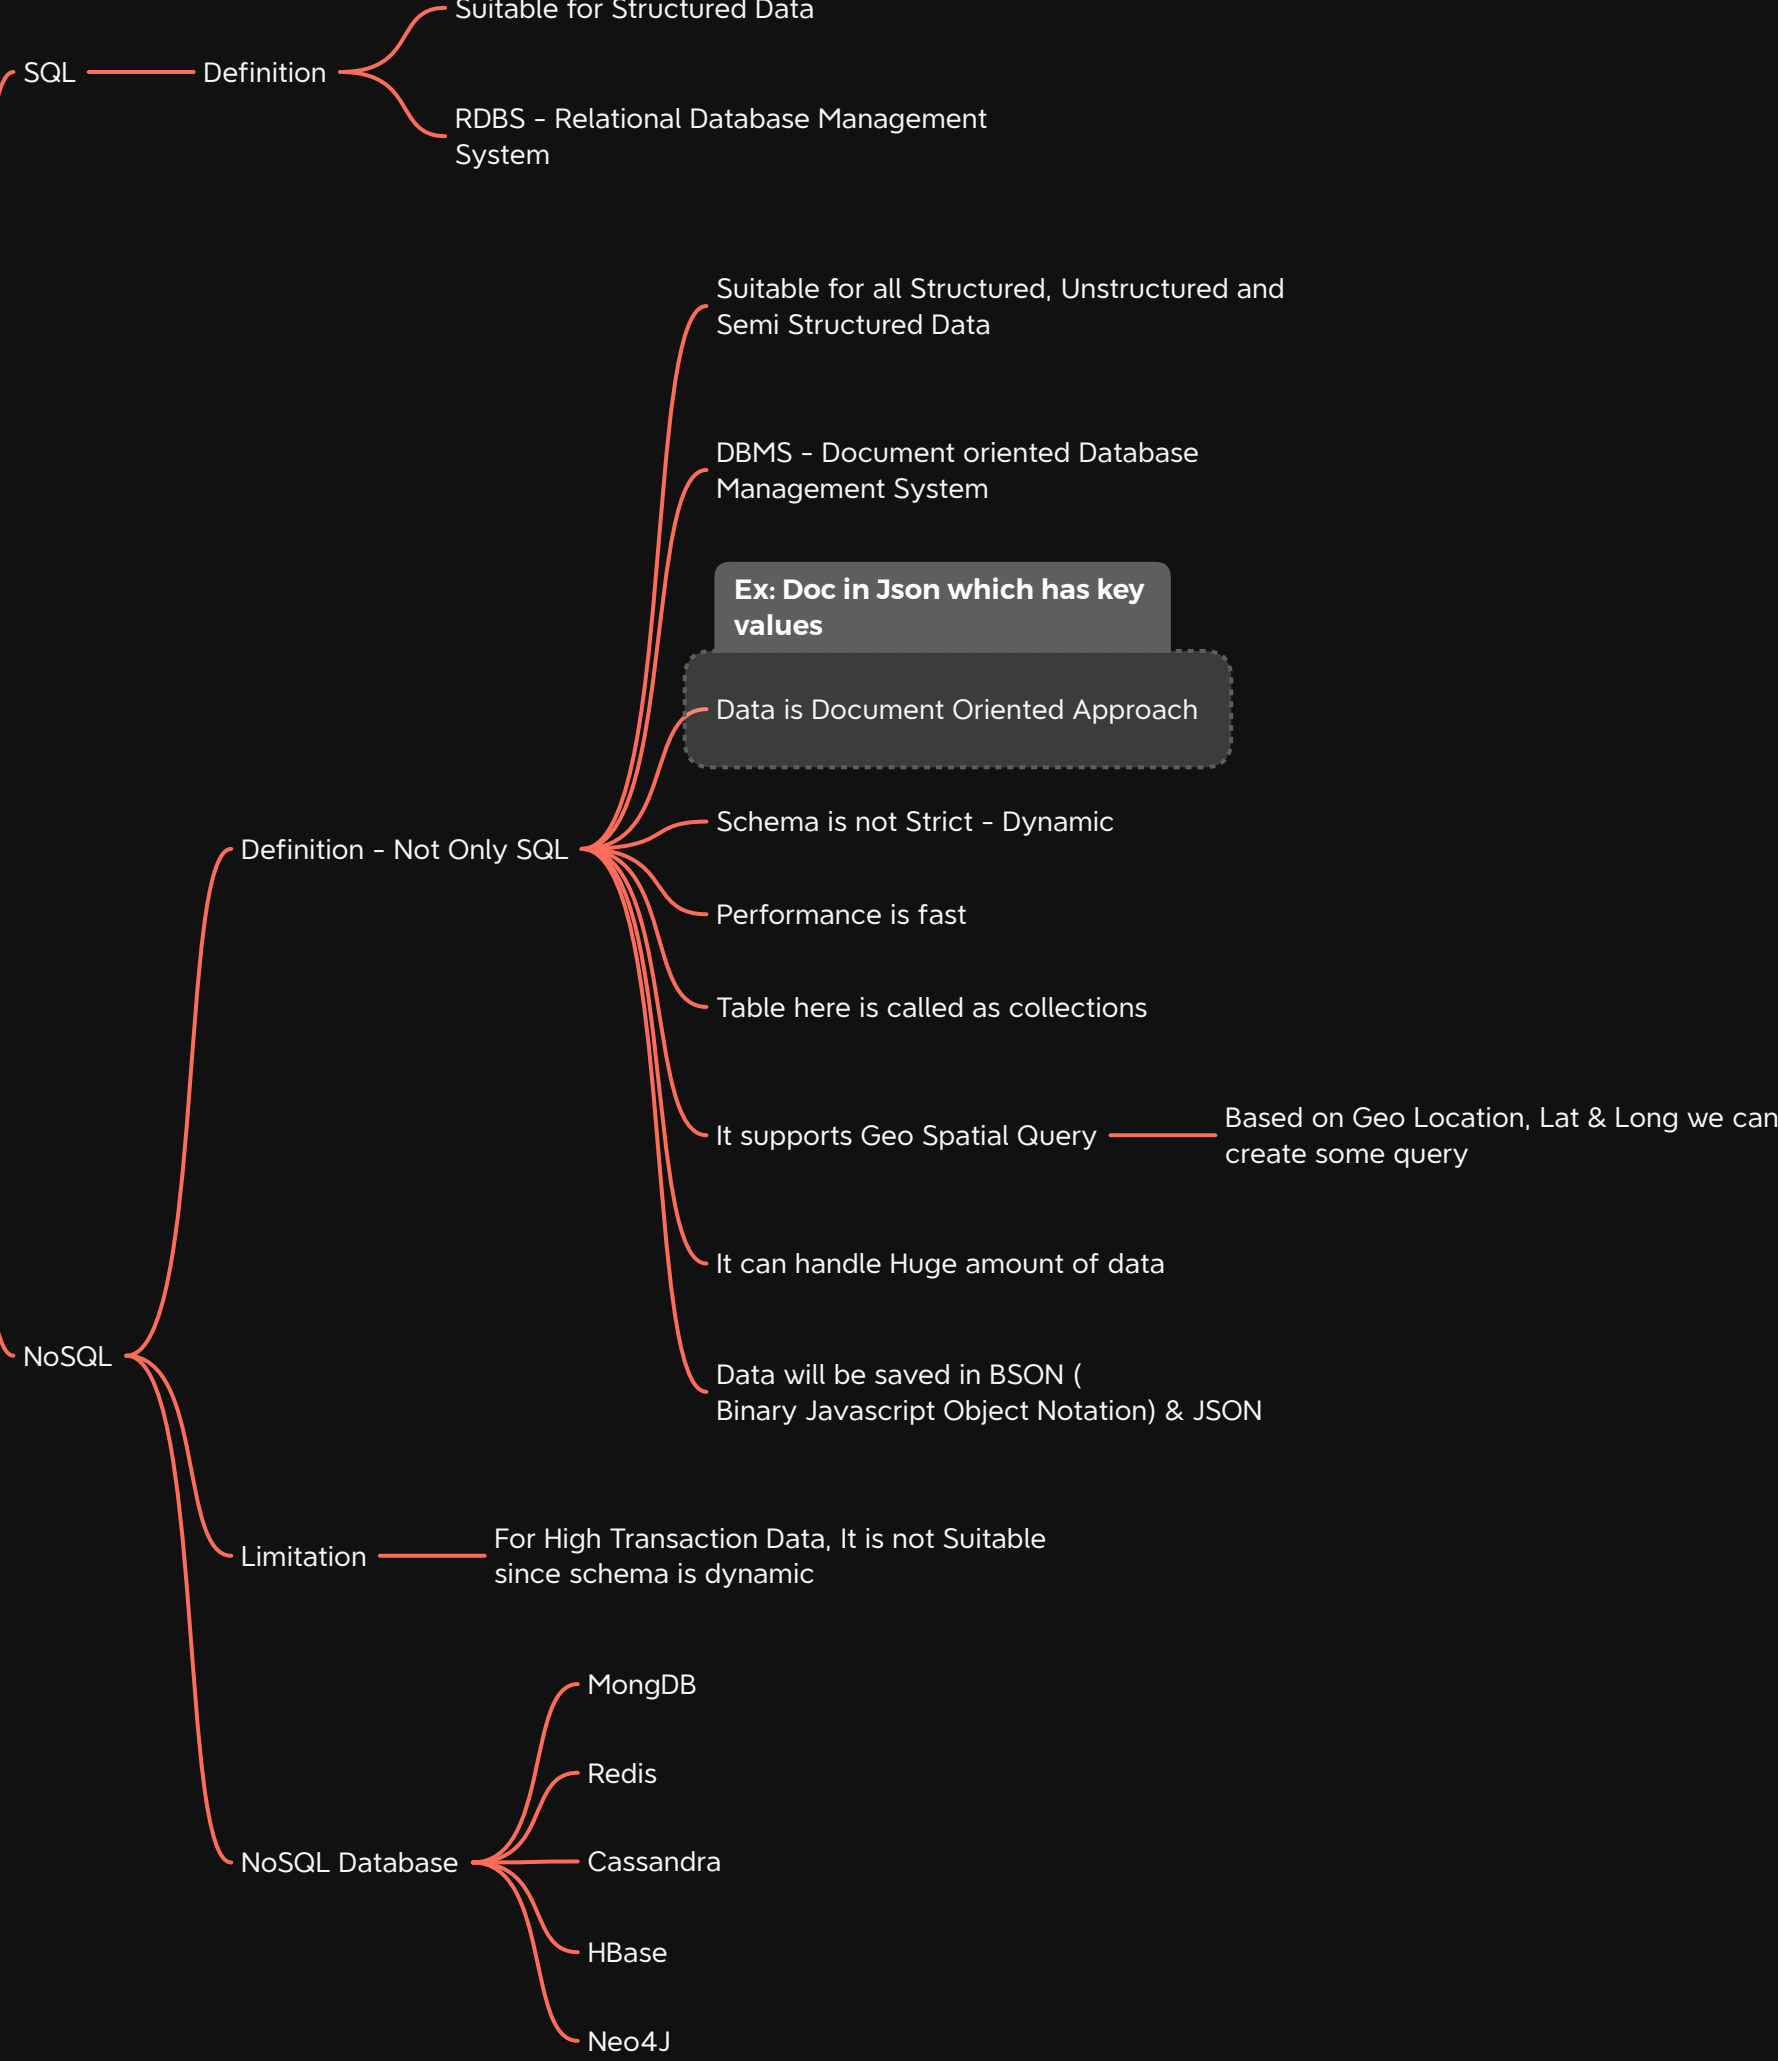 Suitable for Structured Data
SQL
Definition
RDBS - Relational Database Management
System
Suitable for all Structured, Unstructured and
Semi Structured Data
DBMS - Document oriented Database
Management System
Ex: Doc in Json which has key
values
Data is Document Oriented Approach
Schema is not Strict - Dynamic
Definition - Not Only SQL
Performance is fast
Table here is called as collections
It supports Geo Spatial Query
Based on Geo Location, Lat & Long we can
create some query
It can handle Huge amount of data
NoSQL
Data will be saved in BSON (
Binary Javascript Object Notation) & JSON
Limitation
For High Transaction Data, It is not Suitable
since schema is dynamic
MongDB
Redis
NoSQL Database
Cassandra
HBase
Neo4J